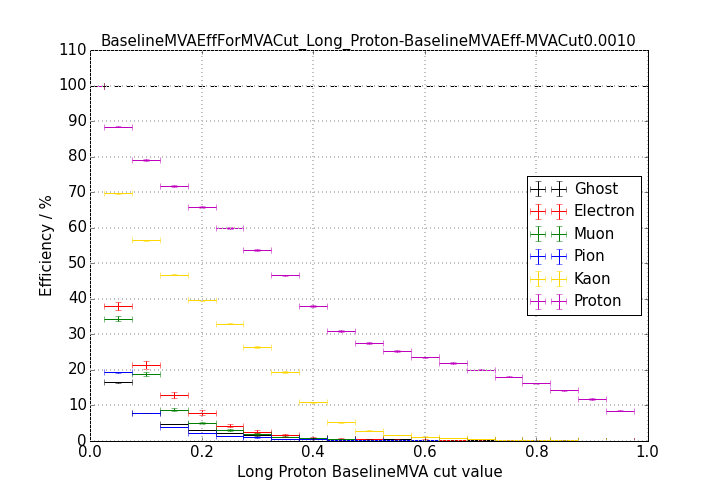 BaselineMVAEffForMVACut_Long_Proton-BaselineMVAEff-MVACut0.0010
110
100
90
80
70
60
50
40
30
20
10
0
Efficiency / %
Ghost
Electron
Muon
Pion
Kaon
Proton
0.0 0.2 0.4 0.6 0.8 1.0
Long Proton BaselineMVA cut value